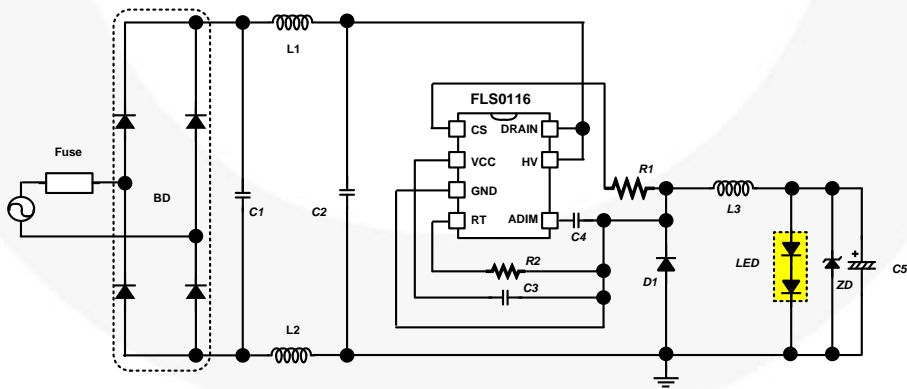 L1
FLS0116
CS
DRAIN
VCC
HV
GND
RT
ADIM
Fuse
BD
C1
C2
R1
C4
L3
R2
C3
D1
LED
ZD
+
C5
L2